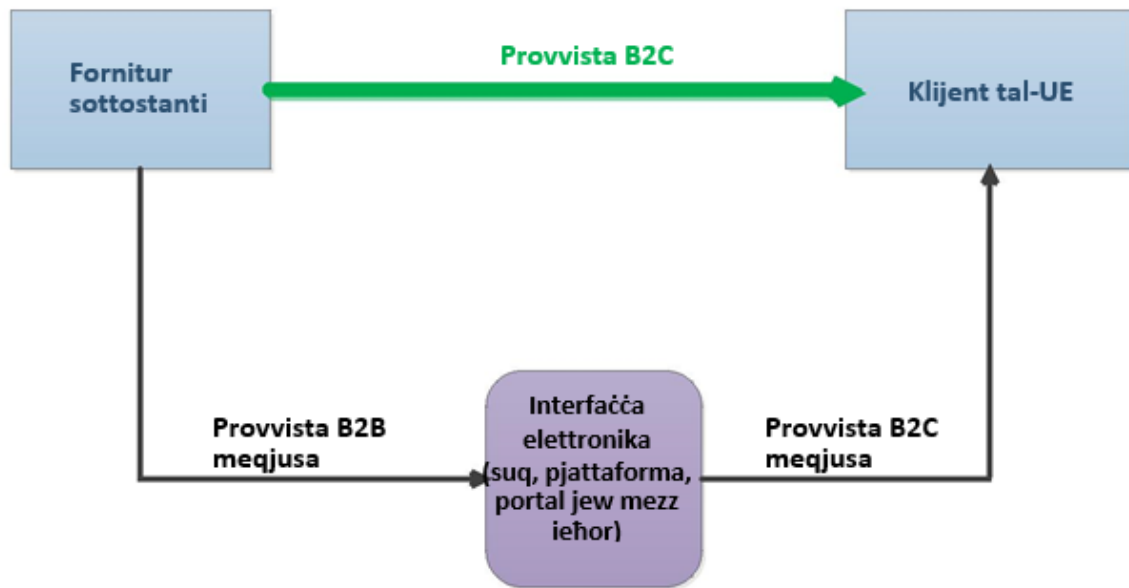 Fornitur
sottostanti
Provvista B2C
Klijent tal-UE
Provvista B2B
meqjusa
Interfaċċa
elettronika
(suq, pjattaforma,
portal jew mezz
ieħor)
Provvista B2C
meqjusa